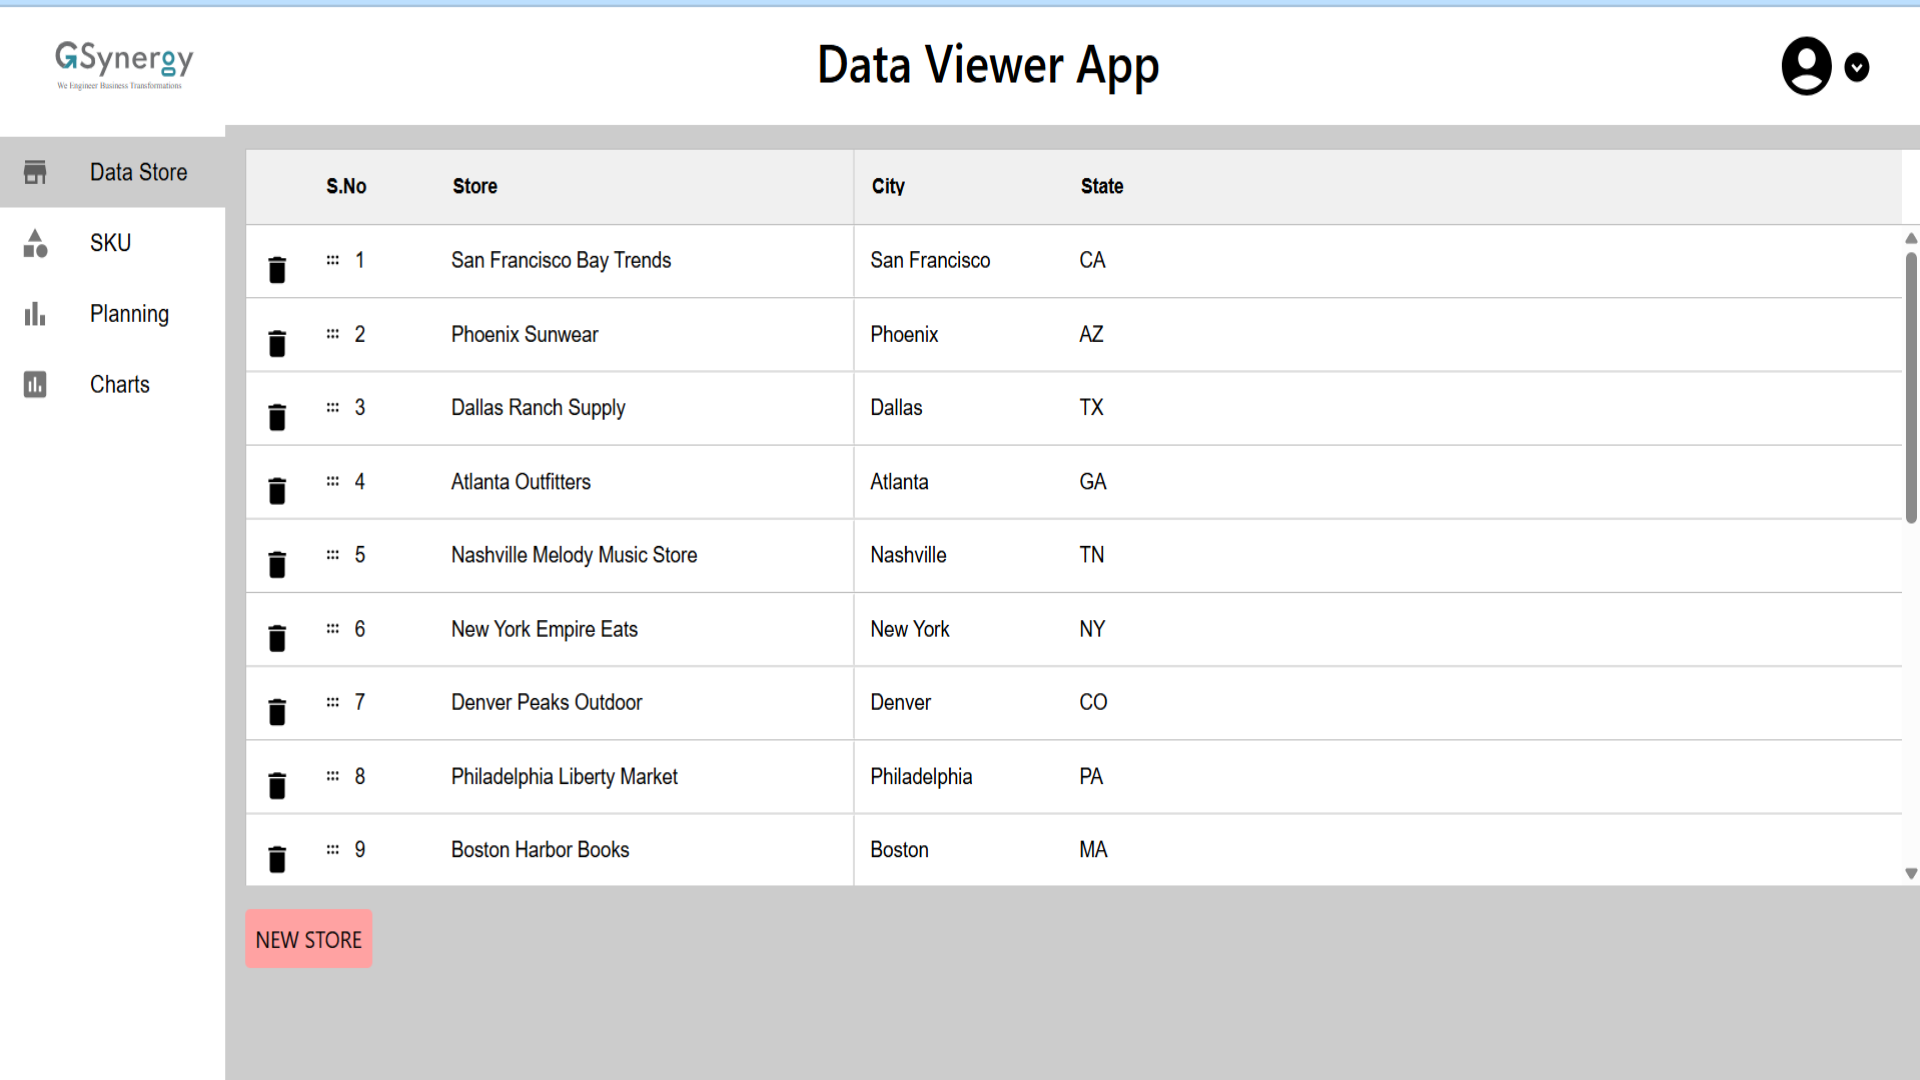 GSynergy
We Engineer Business Transformations
Data Viewer App
Data Store
SKU
Planning
Charts
S.No Store City State
1 San Francisco Bay Trends San Francisco CA
2 Phoenix Sunwear Phoenix AZ
3 Dallas Ranch Supply Dallas TX
4 Atlanta Outfitters Atlanta GA
5 Nashville Melody Music Store Nashville TN
6 New York Empire Eats New York NY
7 Denver Peaks Outdoor Denver CO
8 Philadelphia Liberty Market Philadelphia PA
9 Boston Harbor Books Boston MA
NEW STORE